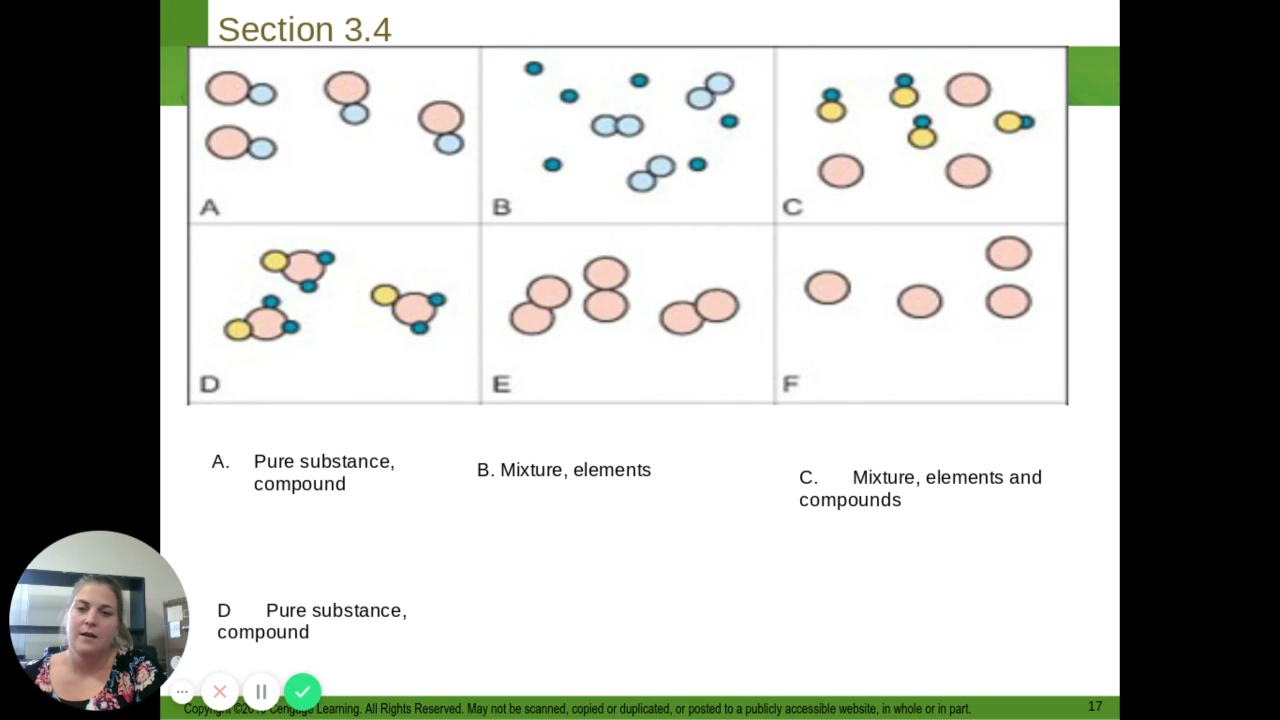 Section 3.4
A
B
C
D
E
F
A. Pure substance,
compound
B. Mixture, elements
C. Mixture, elements and
compounds
D Pure substance,
compound
Copyright Cengage Learning. All Rights Reserved. May not be scanned, copied or duplicated, or posted to a publicly accessible website, in whole or in part.
17